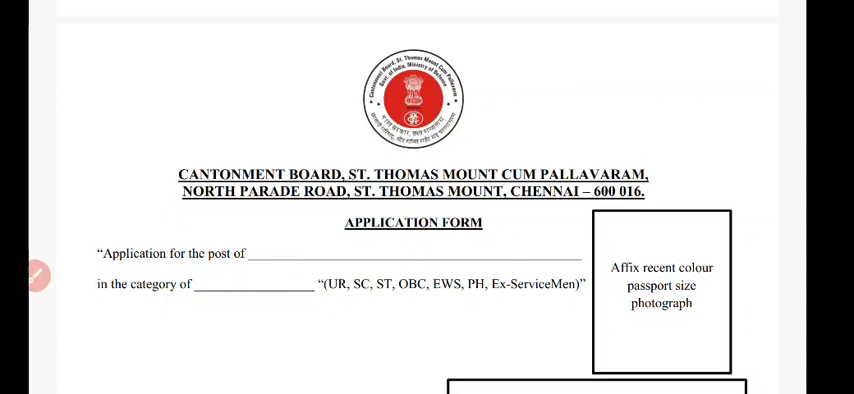 Cantonment Board, St. Thomas Mount Cum Pallavaram
Govt. of India, Ministry of Defence
CANTONMENT BOARD, ST. THOMAS MOUNT CUM PALLAVARAM,
NORTH PARADE ROAD, ST. THOMAS MOUNT, CHENNAI – 600 016.
APPLICATION FORM
“Application for the post of
in the category of “(UR, SC, ST, OBC, EWS, PH, Ex-ServiceMen)”
Affix recent colour
passport size
photograph